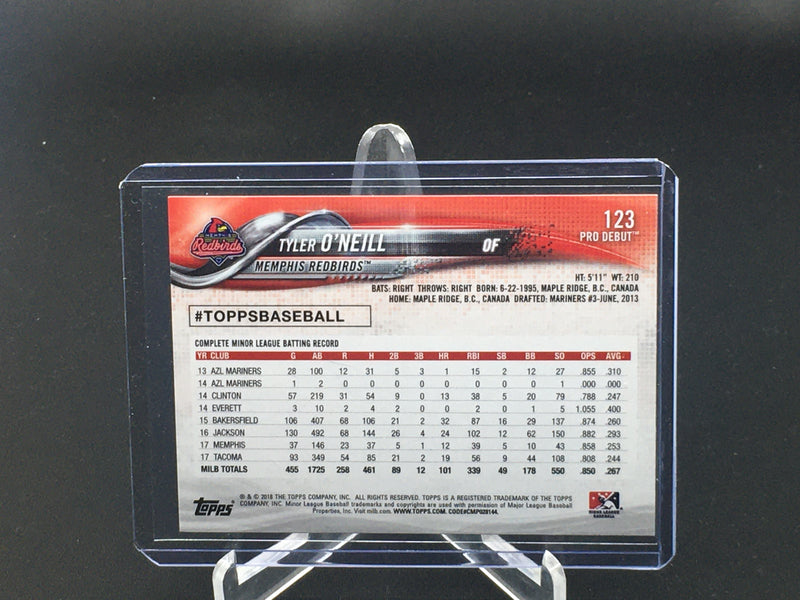 123
PRO DEBUT™
MEMPHIS
Redbirds
TYLER O'NEILL
OF
MEMPHIS REDBIRDS™
HT: 5'11" WT: 210
BATS: RIGHT THROWS: RIGHT BORN: 6-22-1995, MAPLE RIDGE, B.C., CANADA
HOME: MAPLE RIDGE, B.C., CANADA DRAFTED: MARINERS #3-JUNE, 2013
#TOPPSBASEBALL
COMPLETE MINOR LEAGUE BATTING RECORD
YR CLUB G AB R H 2B 3B HR RBI SB BB SO OPS AVG
13 AZL MARINERS 28 100 12 31 5 3 1 15 2 12 27 .855 .310
14 AZL MARINERS 1 2 0 0 0 0 0 0 0 0 1 .000 .000
14 CLINTON 57 219 31 54 9 0 13 38 5 20 79 .788 .247
14 EVERETT 3 10 2 4 2 0 0 2 0 1 5 1.055 .400
15 BAKERSFIELD 106 407 68 106 21 2 32 87 16 29 137 .874 .260
16 JACKSON 130 492 68 144 26 4 24 102 12 62 150 .882 .293
17 MEMPHIS 37 146 23 37 5 1 12 39 5 10 43 .858 .253
17 TACOMA 93 349 54 85 21 2 19 56 9 44 108 .808 .244
MILB TOTALS 455 1725 258 461 89 12 101 339 49 178 550 .850 .267
® & © 2018 THE TOPPS COMPANY, INC. ALL RIGHTS RESERVED. TOPPS IS A REGISTERED TRADEMARK OF THE TOPPS
COMPANY, INC. Minor League Baseball trademarks and copyrights are used with permission of Major League Baseball
Properties, Inc. Visit milb.com. WWW.TOPPS.COM. CODE#CMP028144.
Topps
MINOR LEAGUE
BASEBALL